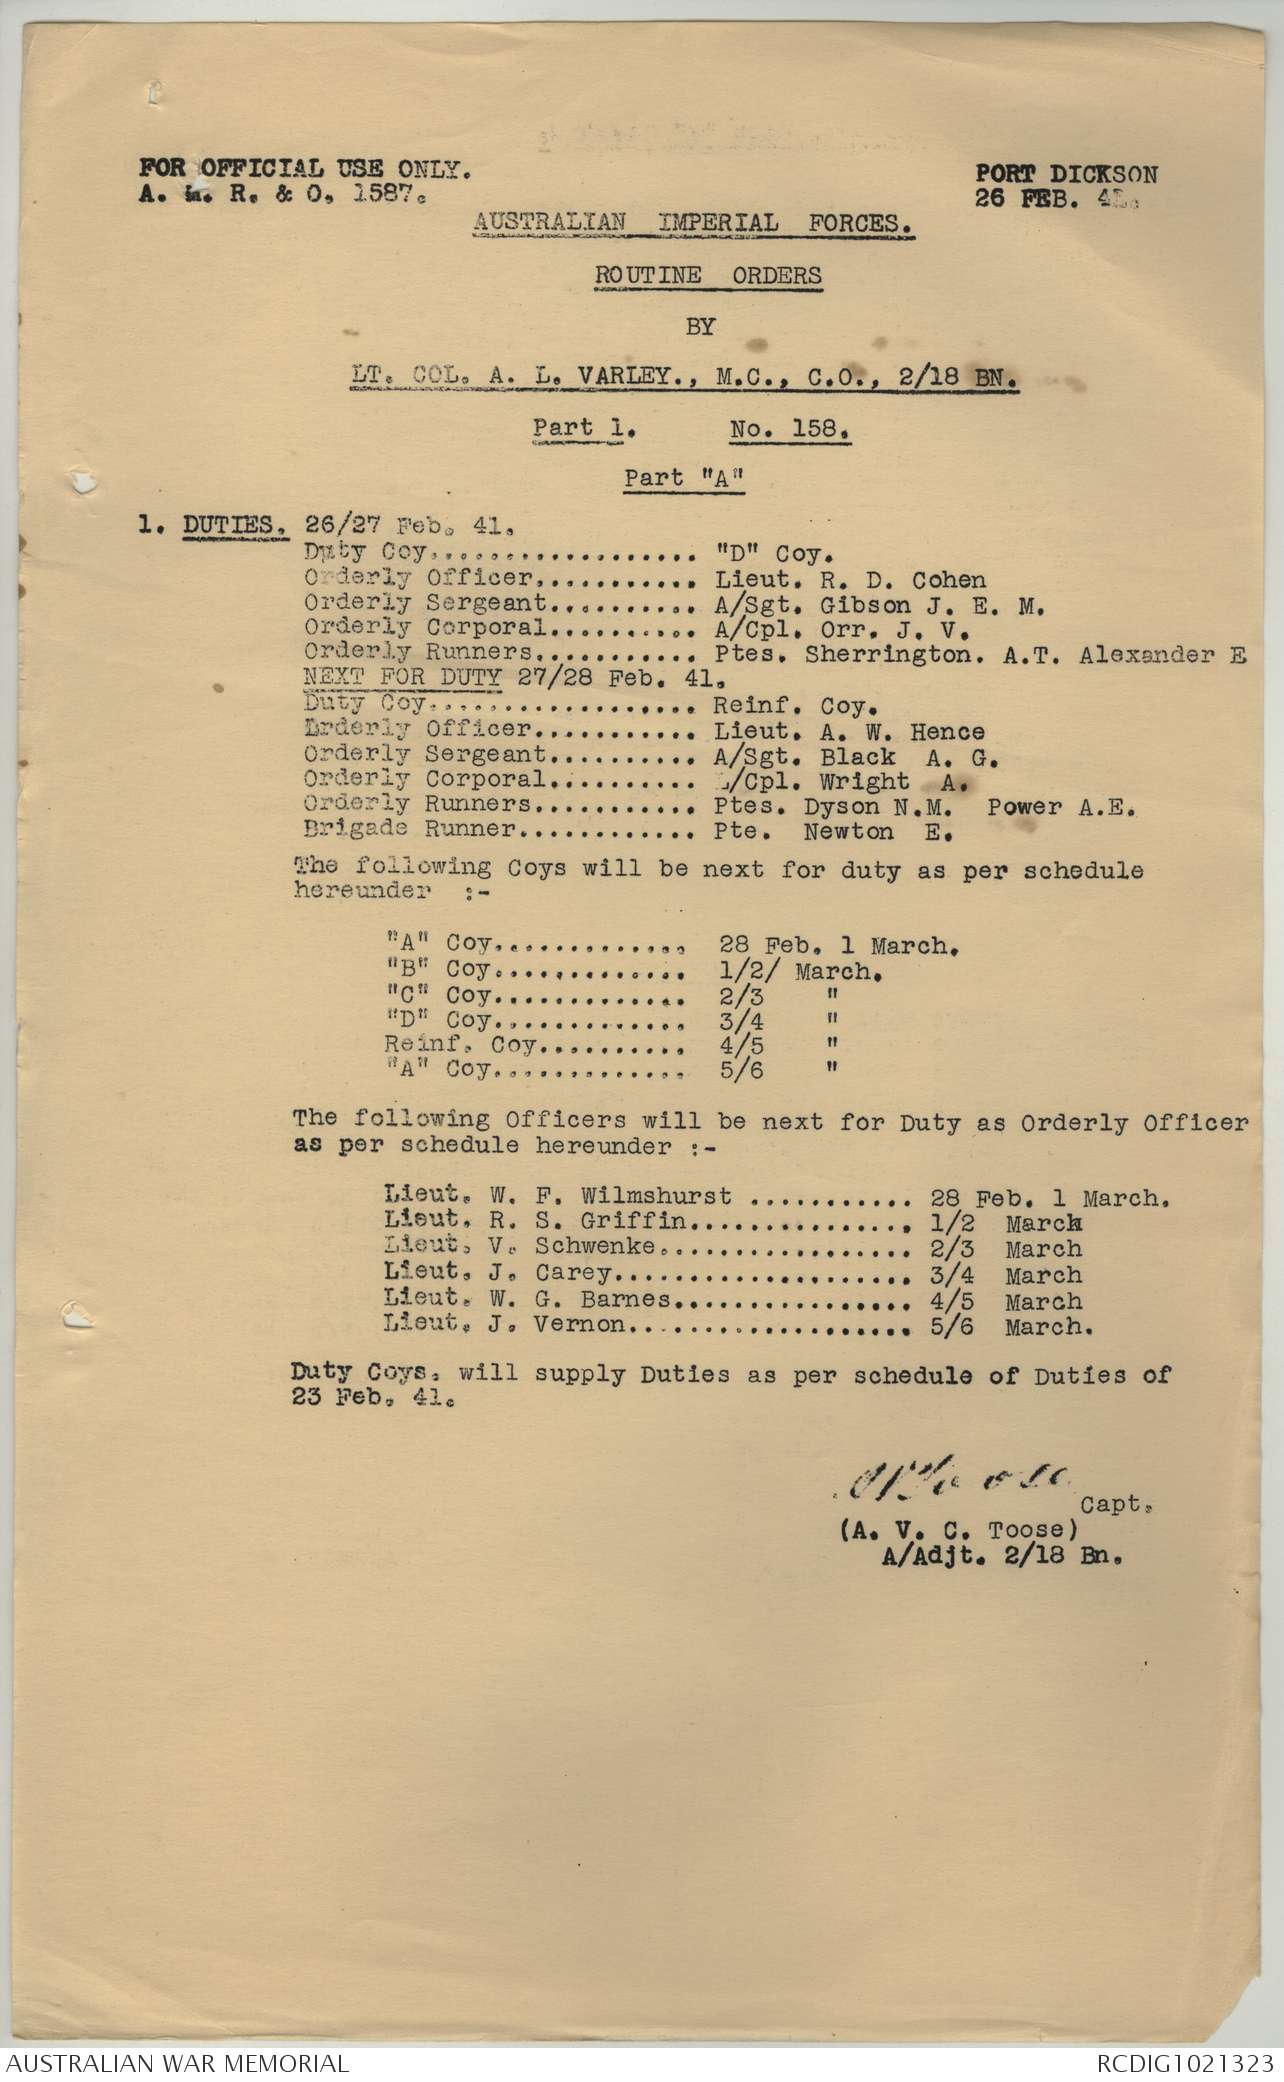 FOR OFFICIAL USE ONLY.
A. M. R. & O. 1587.
PORT DICKSON
26 FEB. 41.
AUSTRALIAN IMPERIAL FORCES.
ROUTINE ORDERS
BY
LT. COL. A. L. VARLEY., M.C., C.O., 2/18 BN.
Part 1. No. 158.
Part "A"
1. DUTIES. 26/27 Feb. 41.
Duty Coy.................. "D" Coy.
Orderly Officer........... Lieut. R. D. Cohen
Orderly Sergeant.......... A/Sgt. Gibson J. E. M.
Orderly Corporal.......... A/Cpl. Orr. J. V.
Orderly Runners........... Ptes. Sherrington. A.T. Alexander E
NEXT FOR DUTY 27/28 Feb. 41.
Duty Coy.................. Reinf. Coy.
Orderly Officer........... Lieut. A. W. Hence
Orderly Sergeant.......... A/Sgt. Black A. G.
Orderly Corporal.......... L/Cpl. Wright A.
Orderly Runners........... Ptes. Dyson N.M. Power A.E.
Brigade Runner............ Pte. Newton E.
The following Coys will be next for duty as per schedule
hereunder :-
"A" Coy............. 28 Feb. 1 March.
"B" Coy............. 1/2/ March.
"C" Coy............. 2/3 "
"D" Coy............. 3/4 "
Reinf. Coy.......... 4/5 "
"A" Coy............. 5/6 "
The following Officers will be next for Duty as Orderly Officer
as per schedule hereunder :-
Lieut. W. F. Wilmshurst ........... 28 Feb. 1 March.
Lieut. R. S. Griffin............... 1/2 March
Lieut. V. Schwenke................. 2/3 March
Lieut. J. Carey.................... 3/4 March
Lieut. W. G. Barnes................ 4/5 March
Lieut. J. Vernon................... 5/6 March.
Duty Coys. will supply Duties as per schedule of Duties of
23 Feb. 41.
AVCToose Capt.
(A. V. C. Toose)
A/Adjt. 2/18 Bn.
AUSTRALIAN WAR MEMORIAL
RCDIG1021323